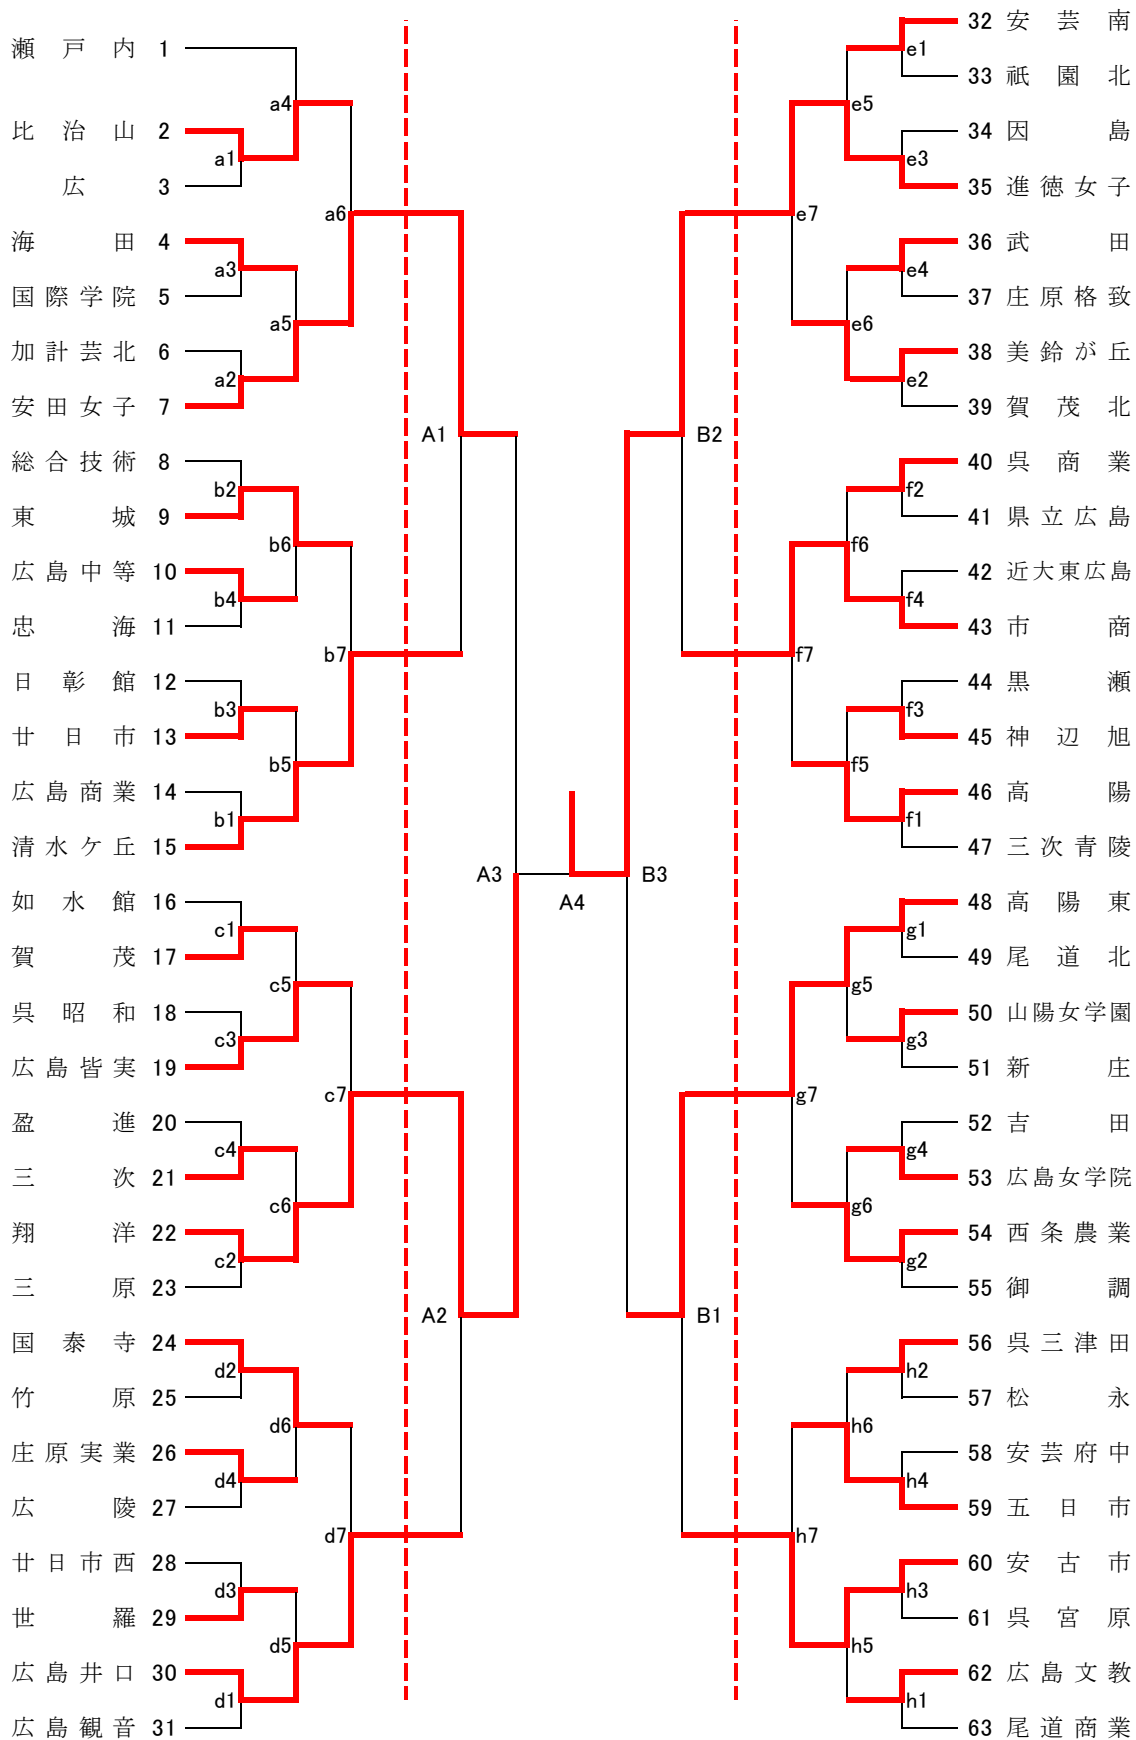 瀬戸内 1
比治山 2
広 3
海田 4
国際学院 5
加計芸北 6
安田女子 7
総合技術 8
東城 9
広島中等 10
忠海 11
日彰館 12
廿日市 13
広島商業 14
清水ケ丘 15
如水館 16
賀茂 17
呉昭和 18
広島皆実 19
盈進 20
三次 21
翔洋 22
三原 23
国泰寺 24
竹原 25
庄原実業 26
広陵 27
廿日市西 28
世羅 29
広島井口 30
広島観音 31
a4
a1
a6
a3
a5
a2
b2
b6
b4
b7
b3
b5
b1
c1
c5
c3
c7
c4
c6
c2
d2
d6
d4
d7
d3
d5
d1
A1
A3
A2
A4
B2
B3
B1
e1
e5
e3
e7
e4
e6
e2
f2
f6
f4
f7
f3
f5
f1
g1
g5
g3
g7
g4
g6
g2
h2
h6
h4
h7
h3
h5
h1
32 安芸南
33 祇園北
34 因島
35 進徳女子
36 武田
37 庄原格致
38 美鈴が丘
39 賀茂北
40 呉商業
41 県立広島
42 近大東広島
43 市商
44 黒瀬
45 神辺旭
46 高陽
47 三次青陵
48 高陽東
49 尾道北
50 山陽女学園
51 新庄
52 吉田
53 広島女学院
54 西条農業
55 御調
56 呉三津田
57 松永
58 安芸府中
59 五日市
60 安古市
61 呉宮原
62 広島文教
63 尾道商業